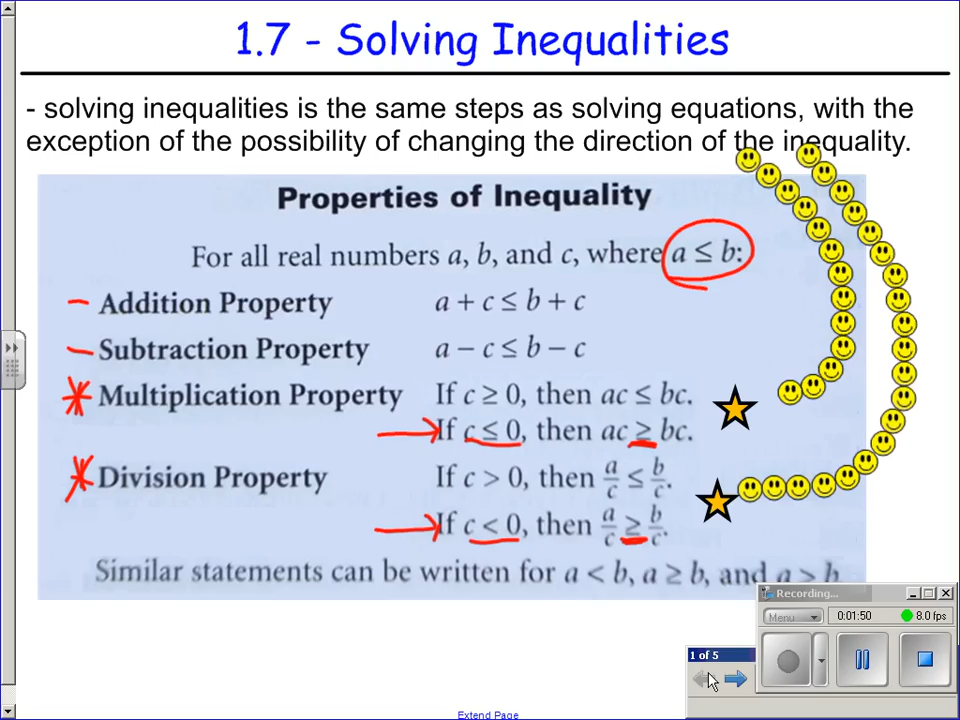 1.7 - Solving Inequalities
- solving inequalities is the same steps as solving equations, with the
exception of the possibility of changing the direction of the inequality.
Properties of Inequality
For all real numbers a, b, and c, where a ≤ b:
Addition Property a + c ≤ b + c
Subtraction Property a − c ≤ b − c
Multiplication Property If c ≥ 0, then ac ≤ bc.
If c ≤ 0, then ac ≥ bc.
Division Property If c > 0, then a/c ≤ b/c.
If c < 0, then a/c ≥ b/c.
Similar statements can be written for a < b, a ≥ b, and a > b.
Recording...
Menu 0:01:50 8.0 fps
1 of 5
Extend Page